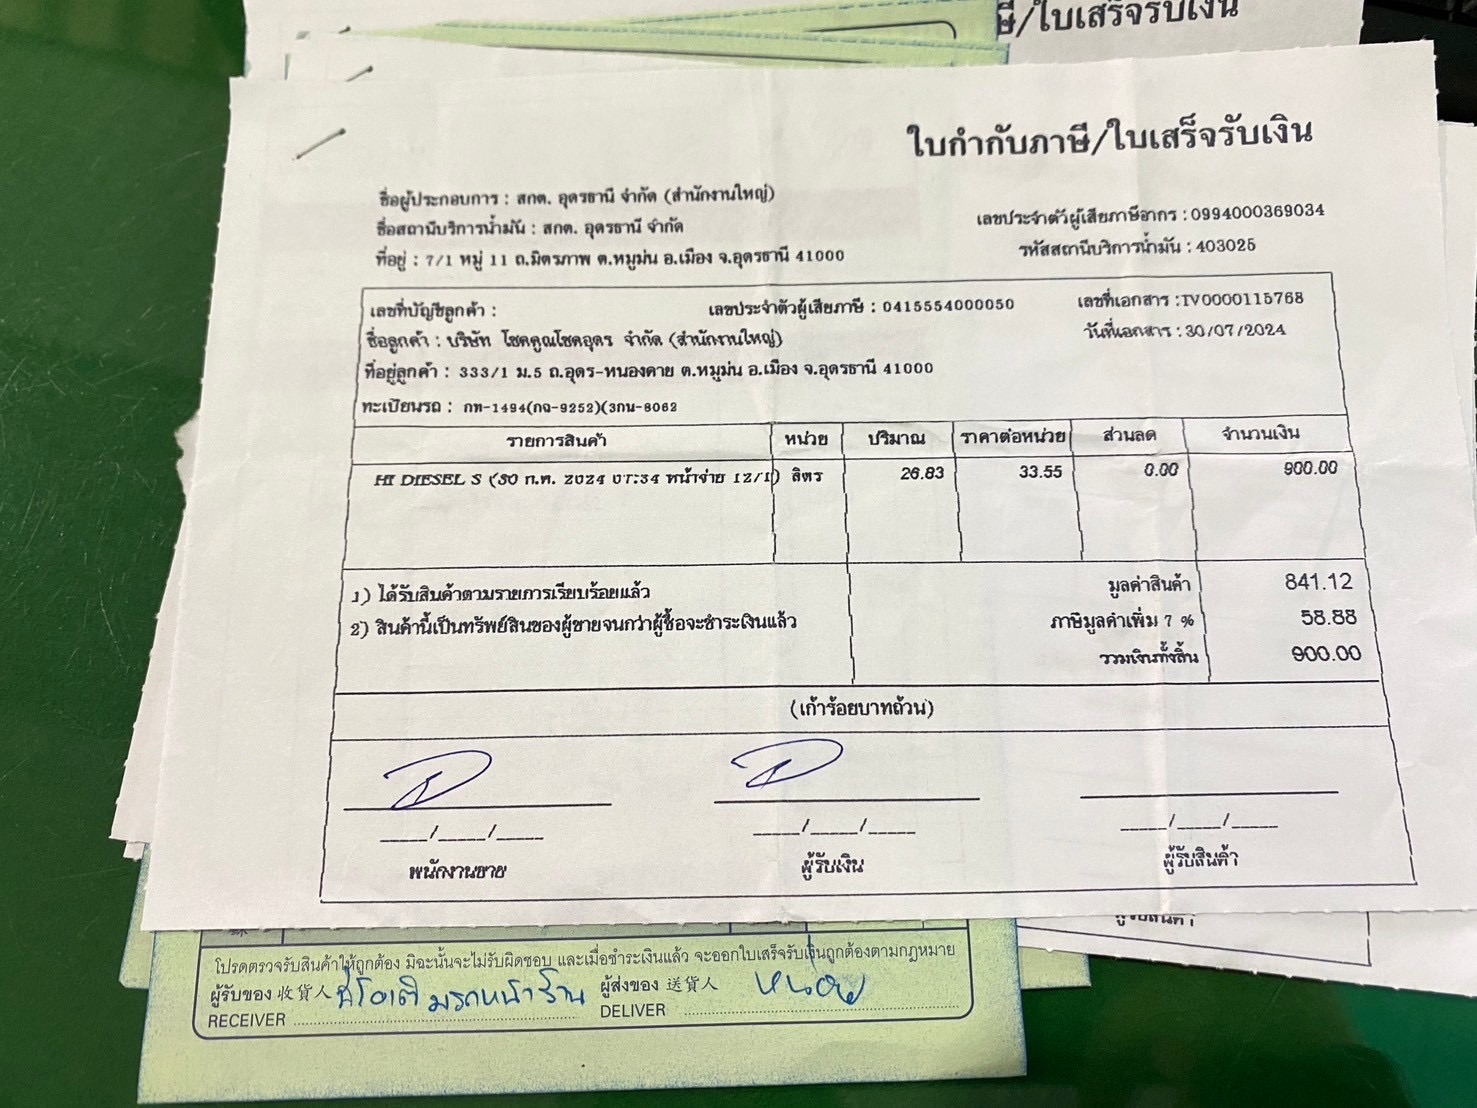 ษี/ใบเสร็จรับเงิน
ใบกำกับภาษี/ใบเสร็จรับเงิน
ชื่อผู้ประกอบการ : สกต. อุดรธานี จำกัด (สำนักงานใหญ่)
เลขประจำตัวผู้เสียภาษีอากร : 0994000369034
ชื่อสถานีบริการน้ำมัน : สกต. อุดรธานี จำกัด
รหัสสถานีบริการน้ำมัน : 403025
ที่อยู่ : 7/1 หมู่ 11 ถ.มิตรภาพ ต.หมูม่น อ.เมือง จ.อุดรธานี 41000
เลขที่บัญชีลูกค้า : เลขประจำตัวผู้เสียภาษี : 0415554000050 เลขที่เอกสาร : IV0000115768
ชื่อลูกค้า : บริษัท โชคคูณโชคอุดร จำกัด (สำนักงานใหญ่) วันที่เอกสาร : 30/07/2024
ที่อยู่ลูกค้า : 333/1 ม.5 ถ.อุดร-หนองคาย ต.หมูม่น อ.เมือง จ.อุดรธานี 41000
ทะเบียนรถ : กท-1494(กฉ-9252)(3กน-8062
รายการสินค้า หน่วย ปริมาณ ราคาต่อหน่วย ส่วนลด จำนวนเงิน
HI DIESEL S (30 ก.ค. 2024 07:34 หน้าจ่าย 12/1) ลิตร 26.83 33.55 0.00 900.00
1) ได้รับสินค้าตามรายการเรียบร้อยแล้ว มูลค่าสินค้า 841.12
2) สินค้านี้เป็นทรัพย์สินของผู้ขายจนกว่าผู้ซื้อจะชำระเงินแล้ว ภาษีมูลค่าเพิ่ม 7 % 58.88
รวมเงินทั้งสิ้น 900.00
(เก้าร้อยบาทถ้วน)
____/____/____ ____/____/____ ____/____/____
พนักงานขาย ผู้รับเงิน ผู้รับสินค้า
ผู้รับสินค้า
โปรดตรวจรับสินค้าให้ถูกต้อง มิฉะนั้นจะไม่รับผิดชอบ และเมื่อชำระเงินแล้ว จะออกใบเสร็จรับเงินถูกต้องตามกฎหมาย
ผู้รับของ 收貨人 ผู้ส่งของ 送貨人 หน่อย
RECEIVER DELIVER